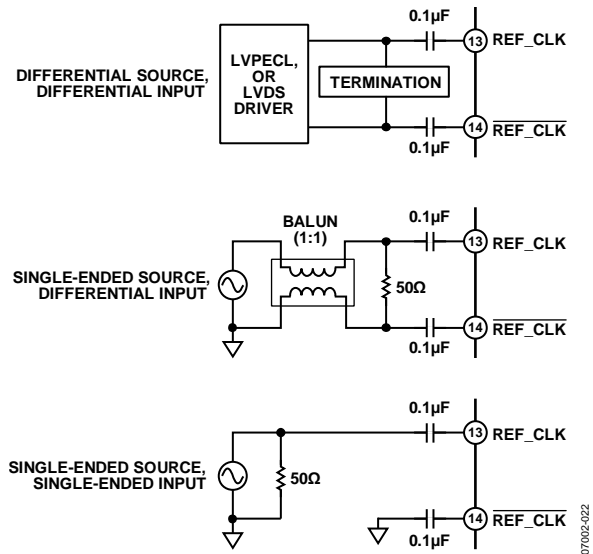 0.1µF
13 REF_CLK
LVPECL,
OR
LVDS
DRIVER
DIFFERENTIAL SOURCE,
DIFFERENTIAL INPUT
TERMINATION
14 REF_CLK
0.1µF
BALUN
(1:1)
0.1µF
13 REF_CLK
SINGLE-ENDED SOURCE,
DIFFERENTIAL INPUT
50Ω
14 REF_CLK
0.1µF
0.1µF
13 REF_CLK
SINGLE-ENDED SOURCE,
SINGLE-ENDED INPUT
50Ω
14 REF_CLK
0.1µF
07002-022